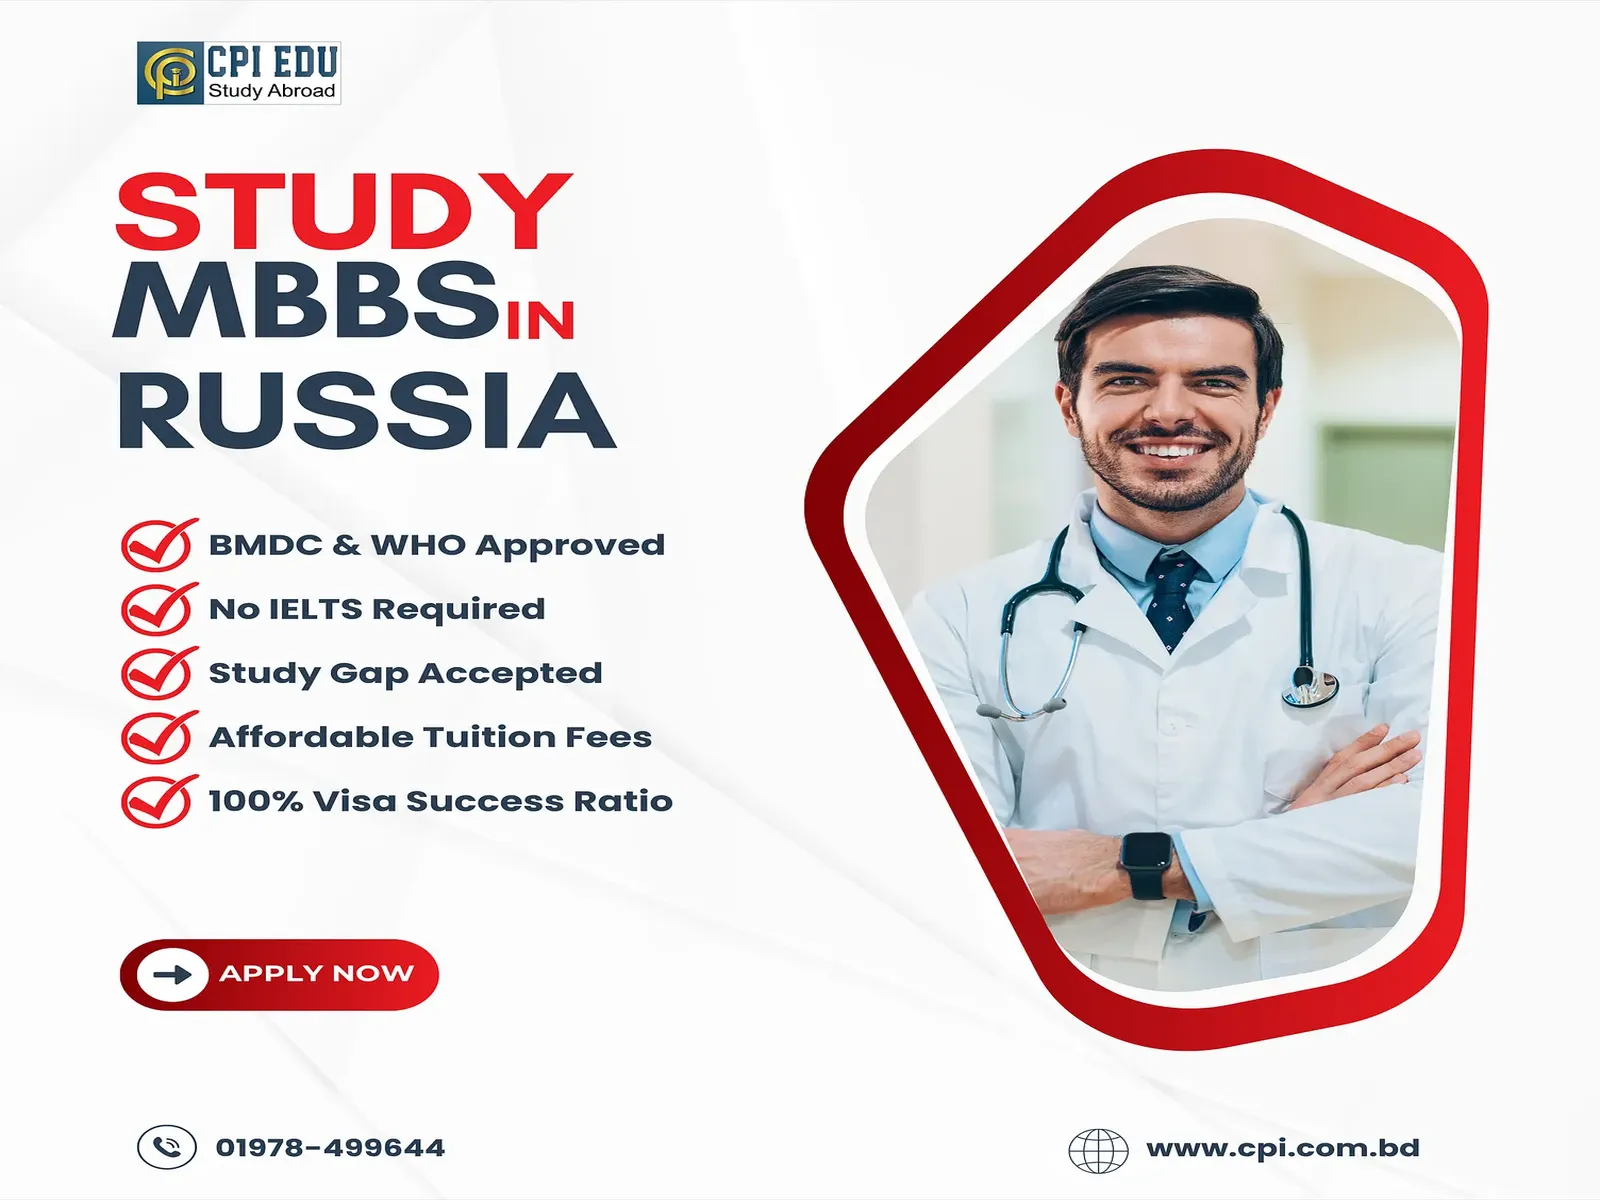 CPI EDU
Study Abroad
STUDY
MBBS IN
RUSSIA
BMDC & WHO Approved
No IELTS Required
Study Gap Accepted
Affordable Tuition Fees
100% Visa Success Ratio
APPLY NOW
01978-499644
www.cpi.com.bd